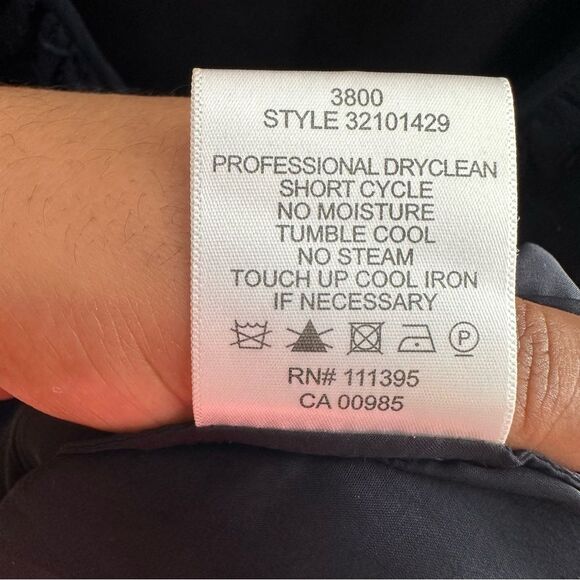 3800
STYLE 32101429
PROFESSIONAL DRYCLEAN
SHORT CYCLE
NO MOISTURE
TUMBLE COOL
NO STEAM
TOUCH UP COOL IRON
IF NECESSARY
P
RN# 111395
CA 00985